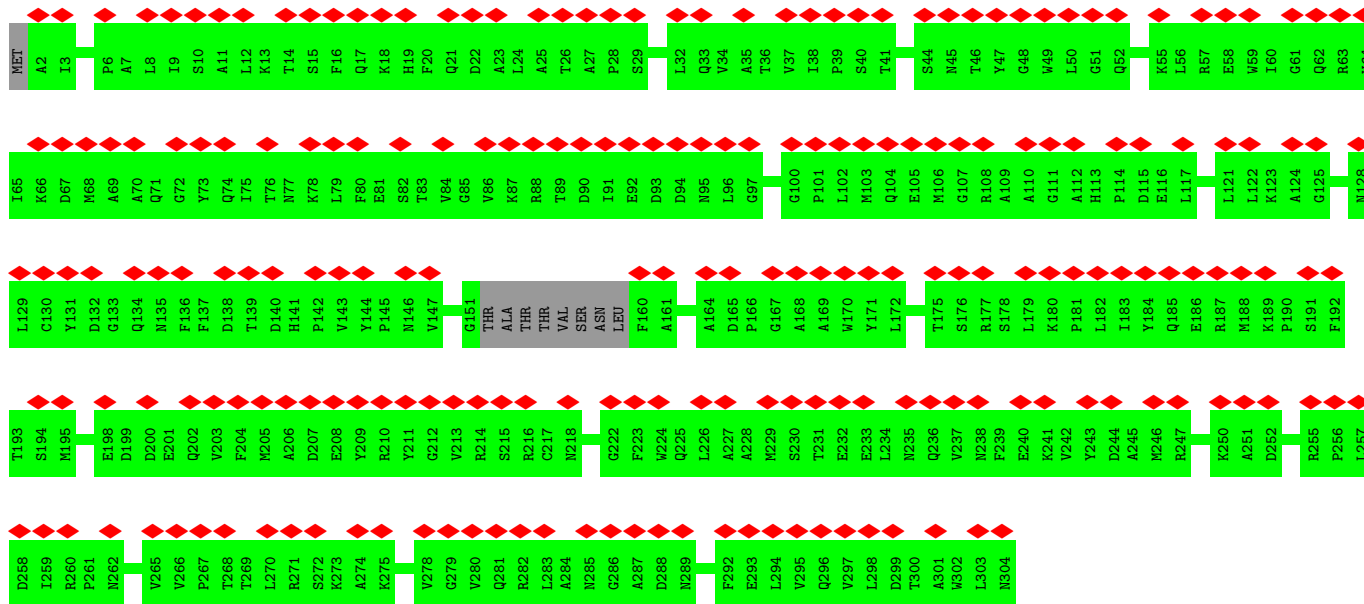 MET A2 I3 P6 A7 L8 I9 S10 A11 L12 K13 T14 S15 F16 Q17 K18 H19 F20 Q21 D22 A23 L24 A25 T26 A27 P28 S29 L32 Q33 V34 A35 T36 V37 I38 P39 S40 T41 S44 N45 T46 Y47 G48 W49 L50 G51 Q52 K55 L56 R57 E58 W59 I60 G61 Q62 R63
I65 K66 D67 M68 A69 A70 Q71 G72 Y73 Q74 I75 T76 N77 K78 L79 F80 E81 S82 T83 V84 G85 V86 K87 R88 T89 D90 I91 E92 D93 D94 N95 L96 G97 G100 P101 L102 M103 Q104 E105 M106 G107 R108 A109 A110 G111 A112 H113 P114 D115 E116 L117 L121 L122 K123 A124 G125 N128
L129 C130 Y131 D132 G133 Q134 N135 F136 F137 D138 T139 D140 H141 P142 V143 Y144 P145 N146 V147 G151 THR ALA THR THR VAL SER ASN LEU F160 A161 A164 D165 P166 G167 A168 A169 W170 Y171 L172 T175 S176 R177 S178 L179 K180 P181 L182 I183 Y184 Q185 E186 R187 M188 K189 P190 S191 F192
T193 S194 M195 E198 D199 D200 E201 Q202 V203 F204 M205 A206 D207 E208 Y209 R210 Y211 G212 V213 R214 S215 R216 C217 N218 G222 F223 W224 Q225 L226 A227 A228 M229 S230 T231 E232 E233 L234 N235 Q236 V237 N238 F239 E240 K241 V242 Y243 D244 A245 M246 R247 K250 A251 D252 R255 P256 L257
D258 I259 R260 P261 N262 V265 V266 P267 T268 T269 L270 R271 S272 K273 A274 K275 V278 G279 V280 Q281 R282 L283 A284 N285 G286 A287 D288 N289 F292 E293 L294 V295 Q296 V297 L298 D299 T300 A301 W302 L303 N304